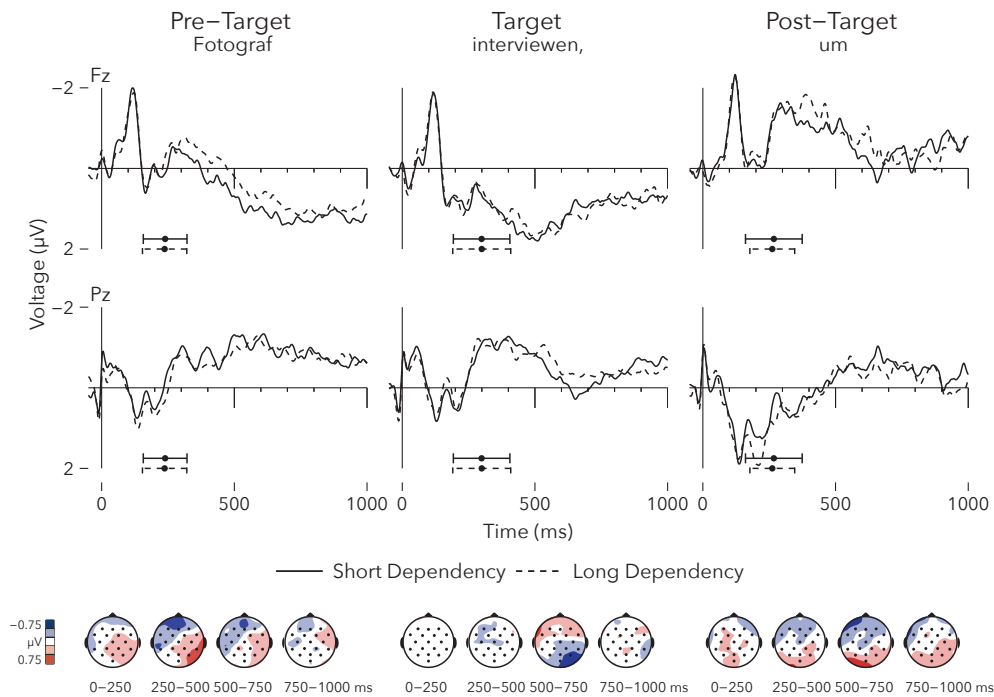 Pre–Target Target Post–Target
Fotograf interviewen, um
Fz
−2
2
Pz
−2
2
Voltage (µV)
0 500 1000 0 500 1000 0 500 1000
Time (ms)
Short Dependency Long Dependency
−0.75
µV
0.75
0−250 250−500 500−750 750−1000 ms 0−250 250−500 500−750 750−1000 ms 0−250 250−500 500−750 750−1000 ms